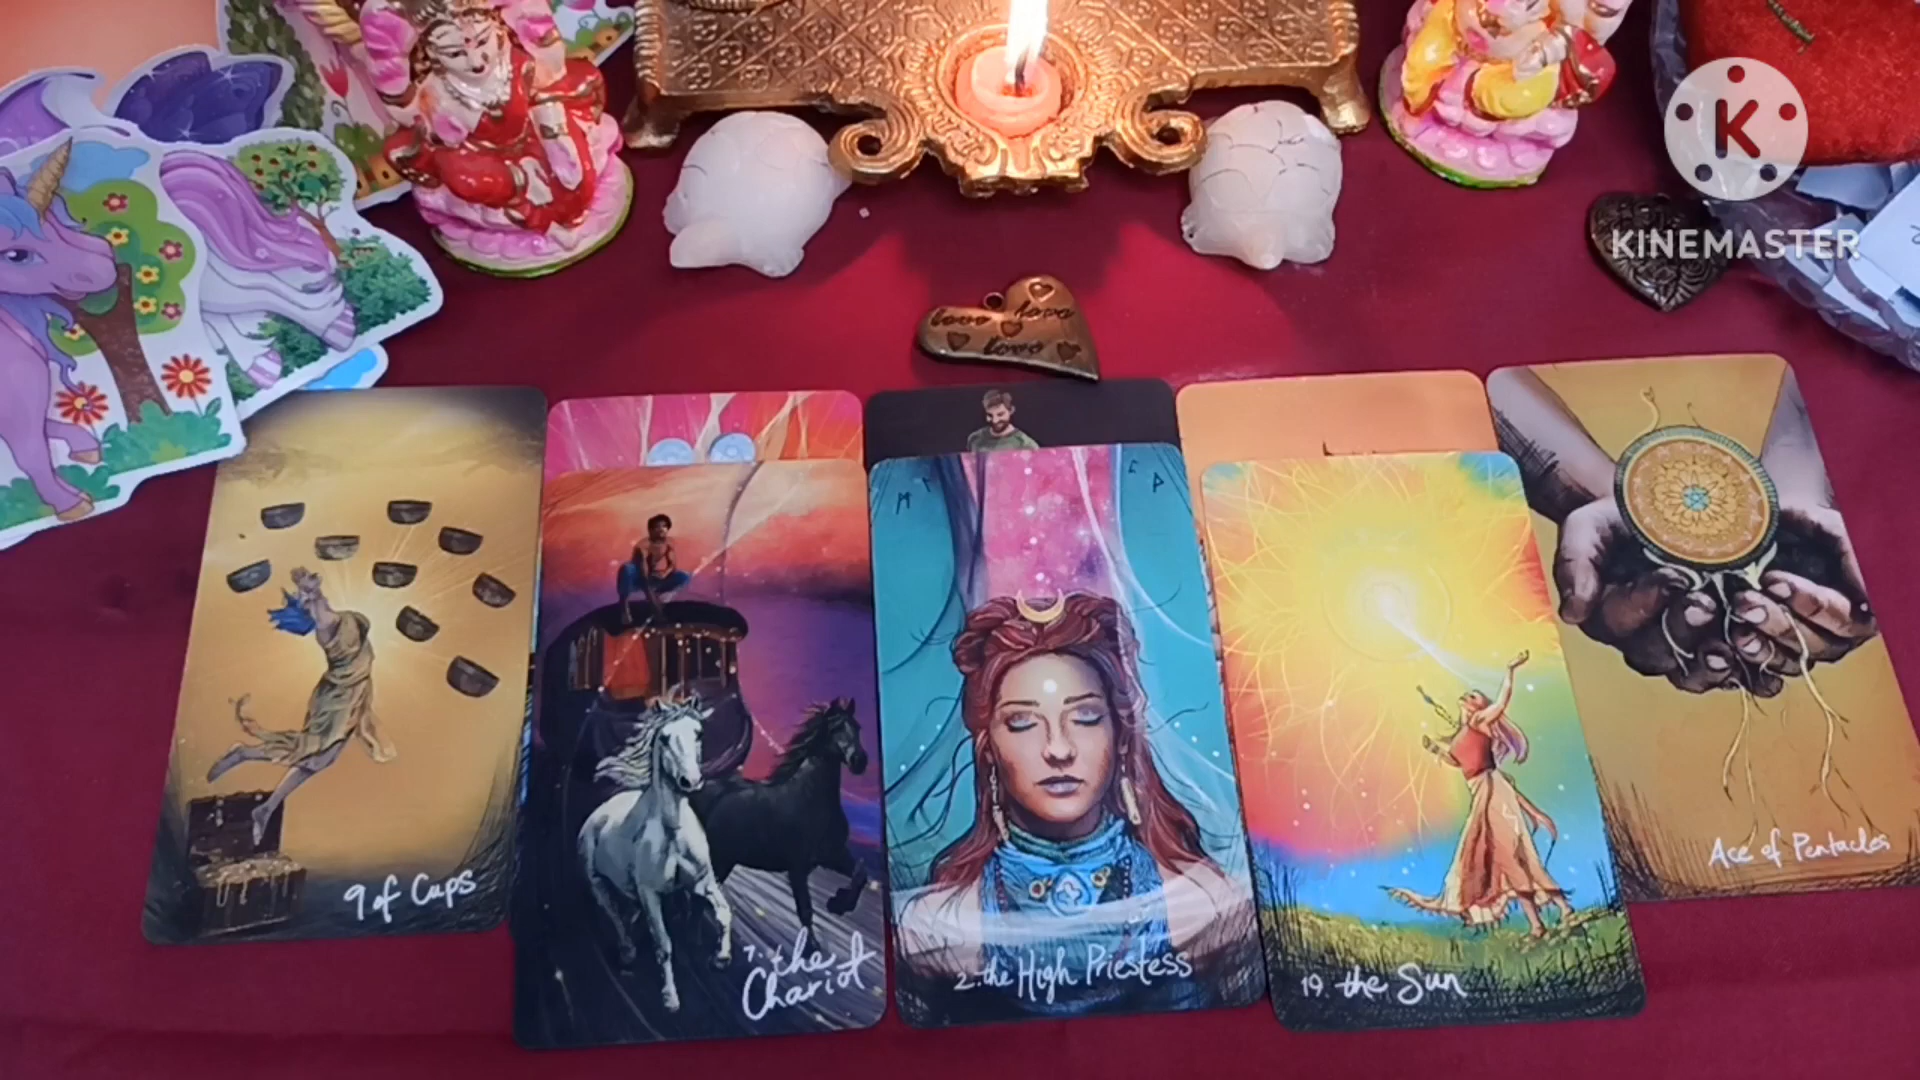 K
KINEMASTER
love love
love
9 of Cups
7. the
Chariot
2. the High Priestess
19. the Sun
Ace of Pentacles